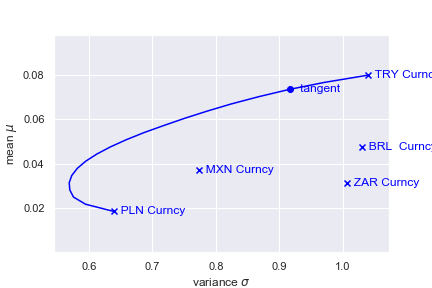 0.08
0.06
0.04
0.02
mean μ
TRY Curnc
tangent
BRL  Curncy
MXN Curncy
ZAR Curncy
PLN Curncy
0.6 0.7 0.8 0.9 1.0
variance σ